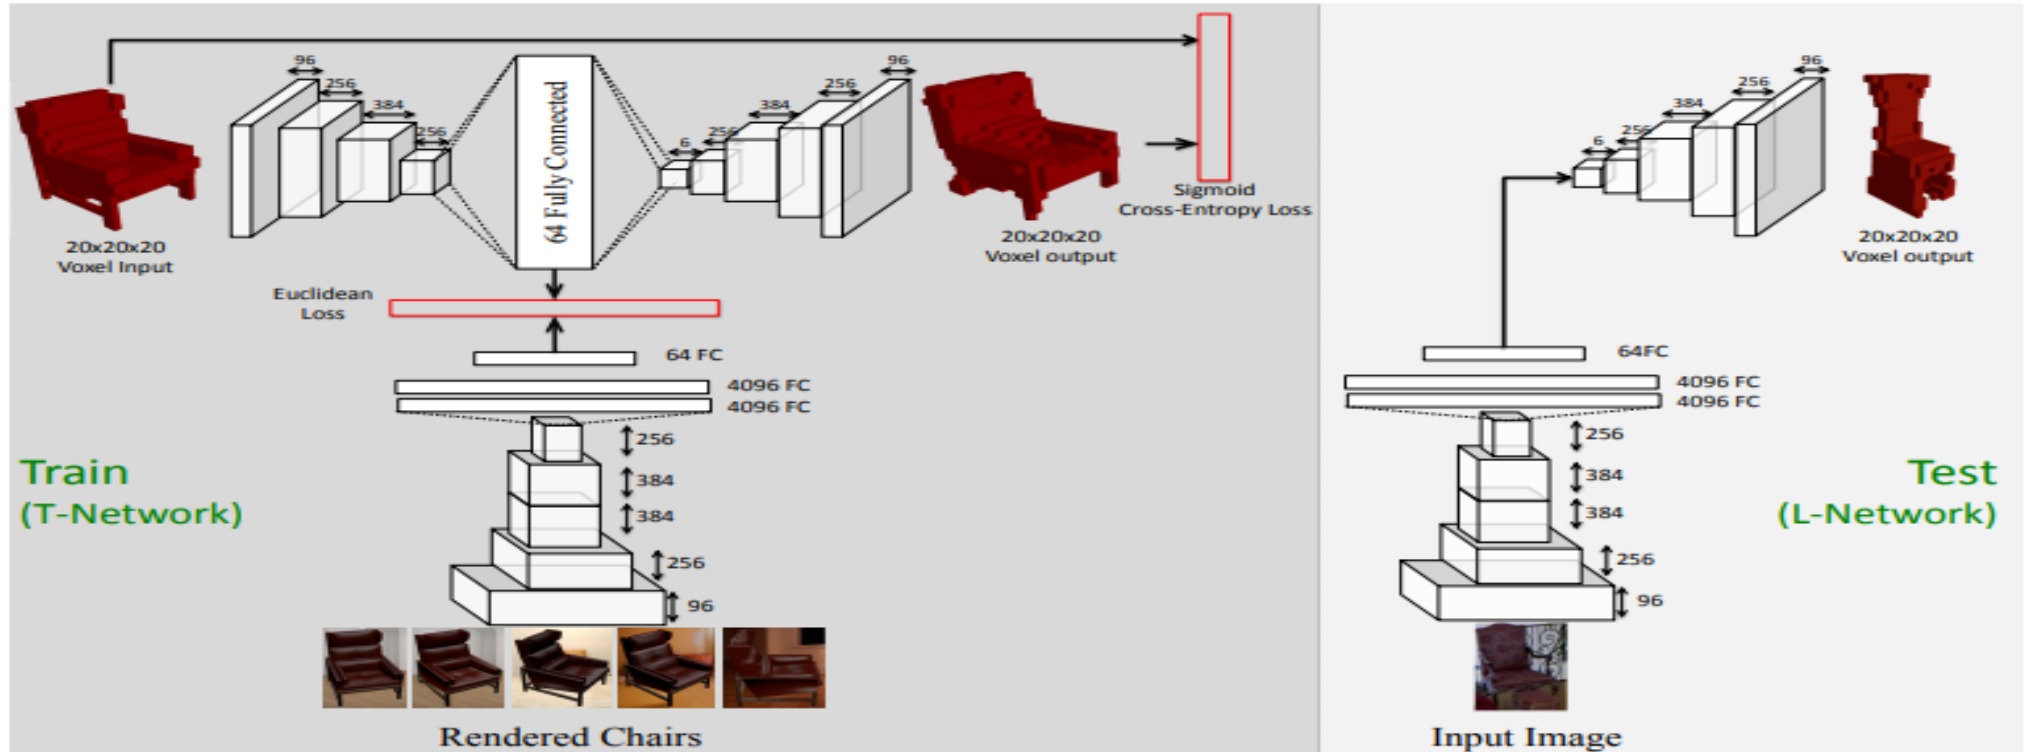 96
256
384
256
64 Fully Connected
6
256
384
256
96
20x20x20
Voxel Input
20x20x20
Voxel output
Sigmoid
Cross-Entropy Loss
Euclidean
Loss
64 FC
4096 FC
4096 FC
256
384
384
256
96
Train
(T-Network)
Rendered Chairs
6
256
384
256
96
20x20x20
Voxel output
64FC
4096 FC
4096 FC
256
384
384
256
96
Test
(L-Network)
Input Image